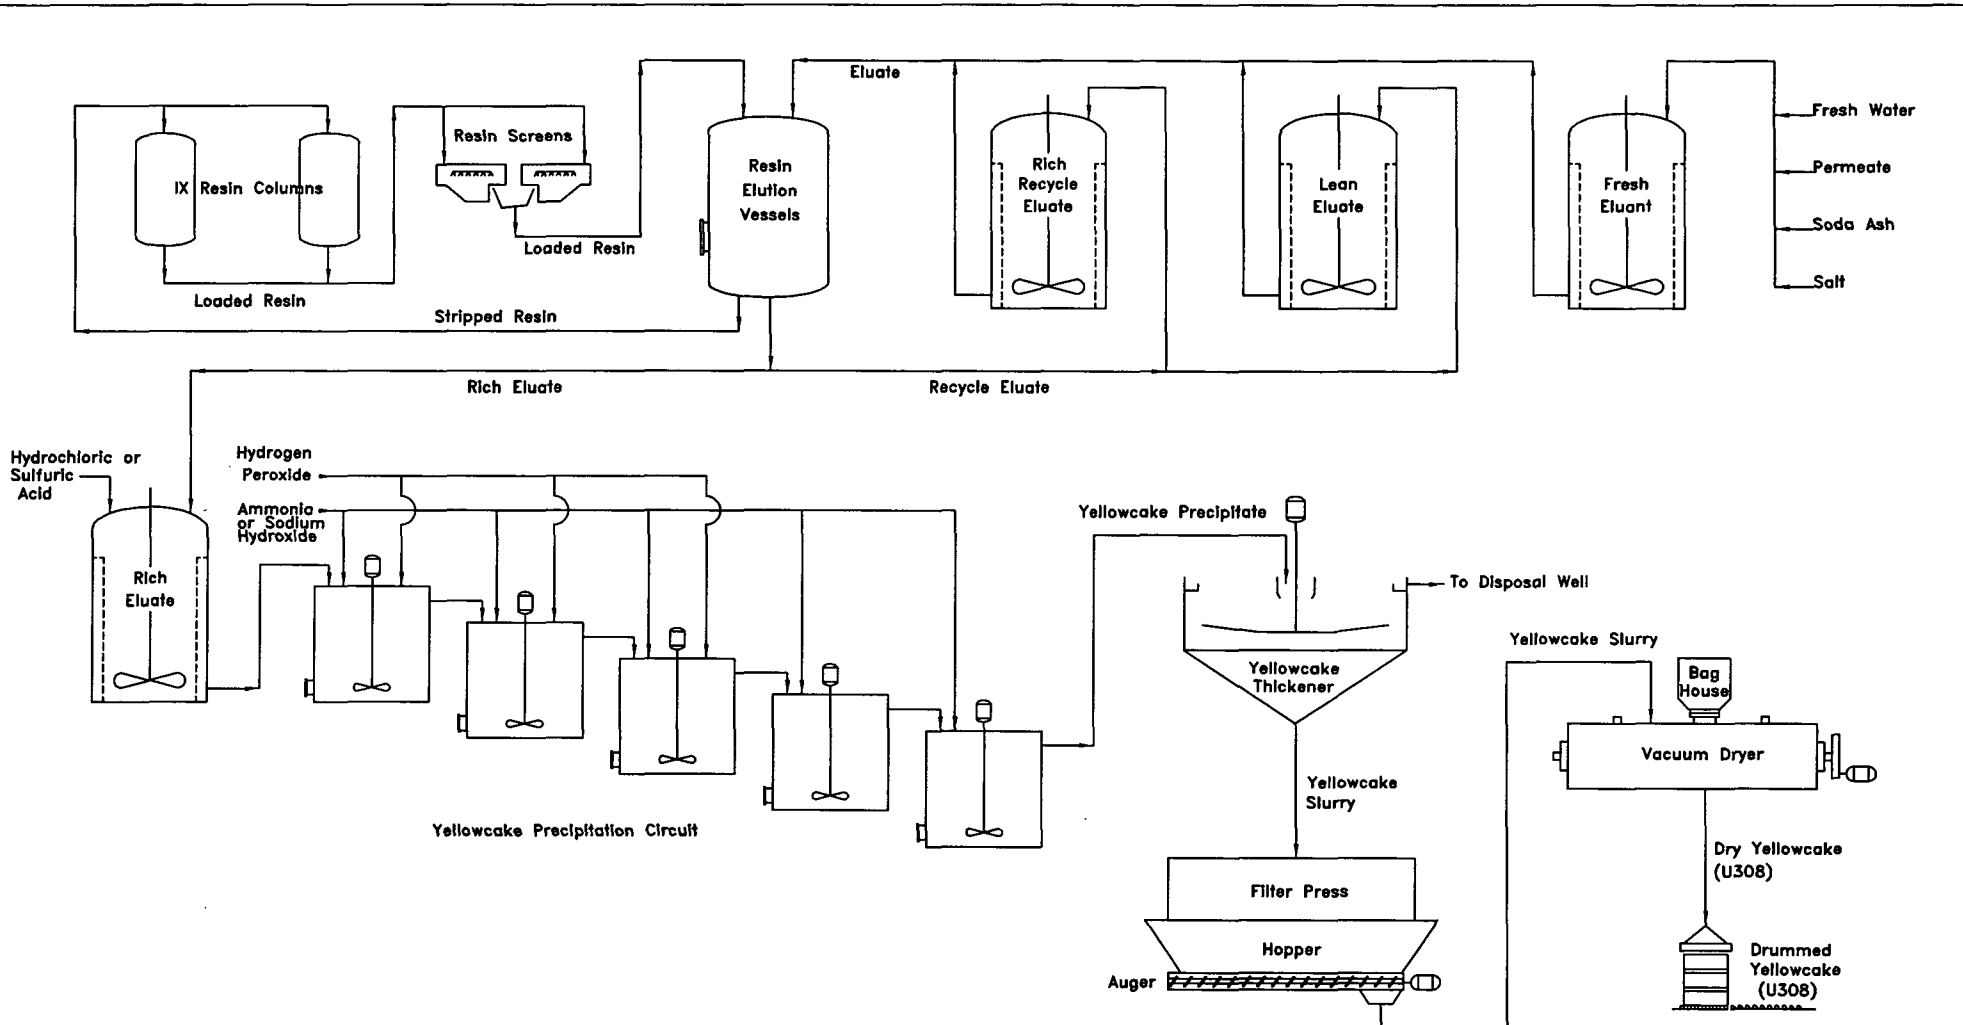 Eluate
Fresh Water
Resin Screens
Resin
Elution
Vessels
Rich
Recycle
Eluate
Lean
Eluate
Fresh
Eluant
Permeate
IX Resin Columns
Soda Ash
Loaded Resin
Salt
Loaded Resin
Stripped Resin
Rich Eluate
Recycle Eluate
Hydrochloric or
Sulfuric
Acid
Hydrogen
Peroxide
Ammonia
or Sodium
Hydroxide
Rich
Eluate
Yellowcake Precipitate
To Disposal Well
Yellowcake
Thickener
Yellowcake Slurry
Bag
House
Vacuum Dryer
Yellowcake
Slurry
Yellowcake Precipitation Circuit
Dry Yellowcake
(U308)
Filter Press
Hopper
Auger
Drummed
Yellowcake
(U308)